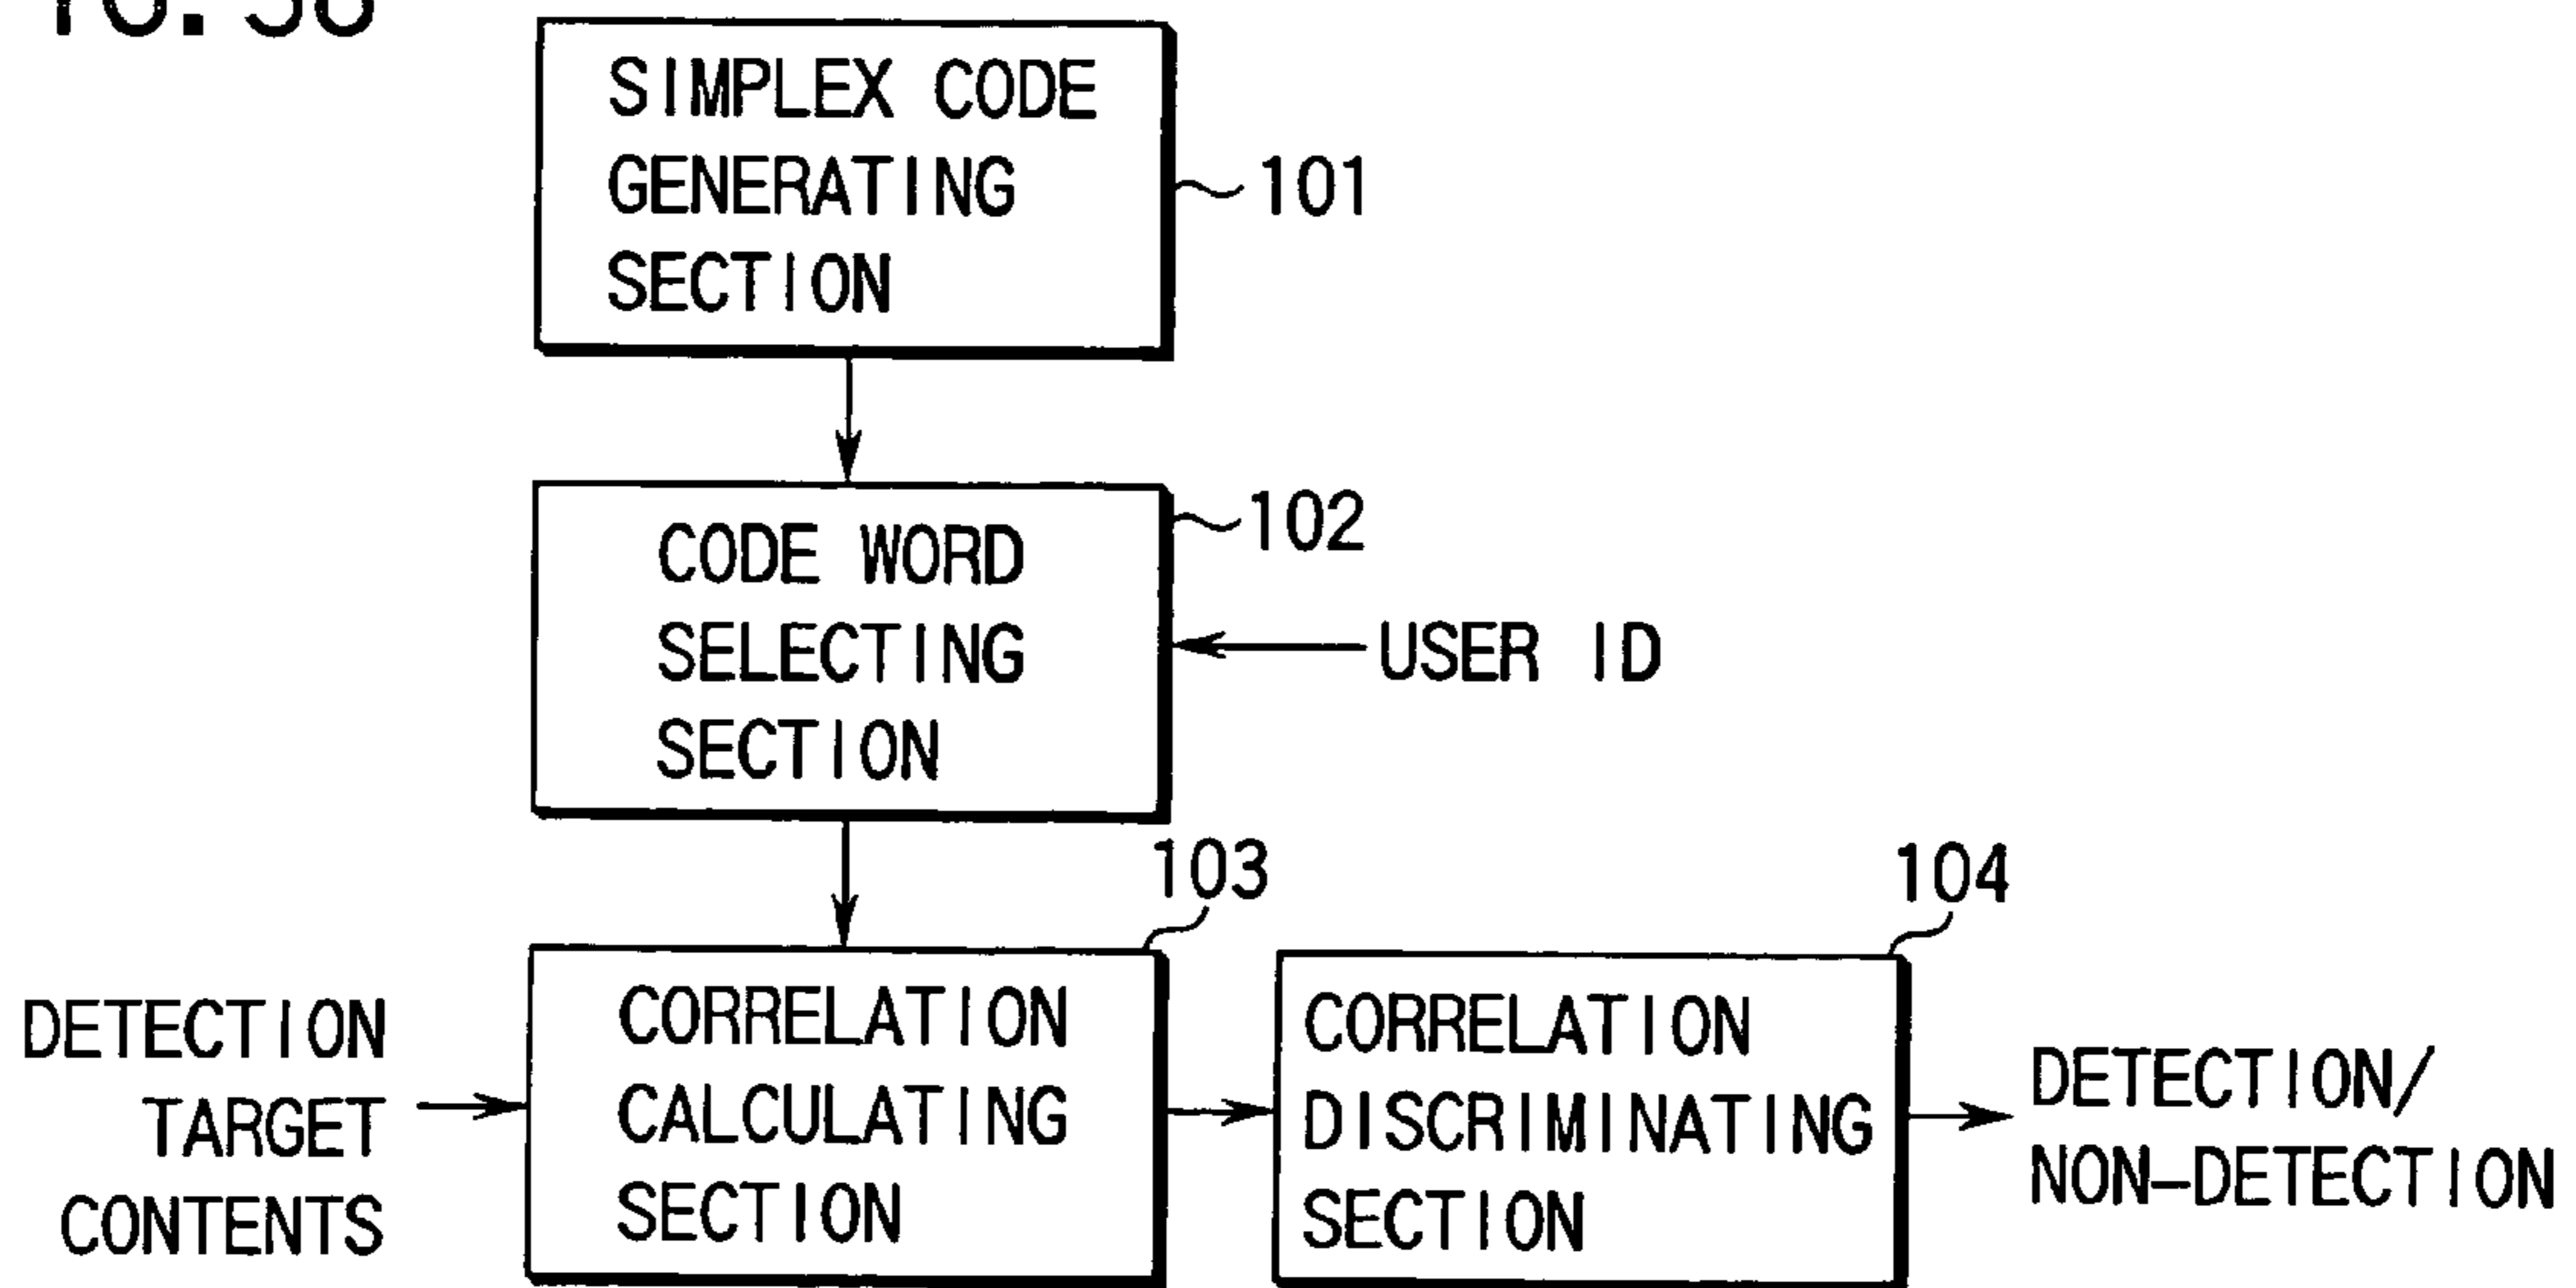 SIMPLEX CODE
GENERATING
SECTION
101
CODE WORD
SELECTING
SECTION
102
USER ID
DETECTION
TARGET
CONTENTS
CORRELATION
CALCULATING
SECTION
103
CORRELATION
DISCRIMINATING
SECTION
104
DETECTION/
NON-DETECTION